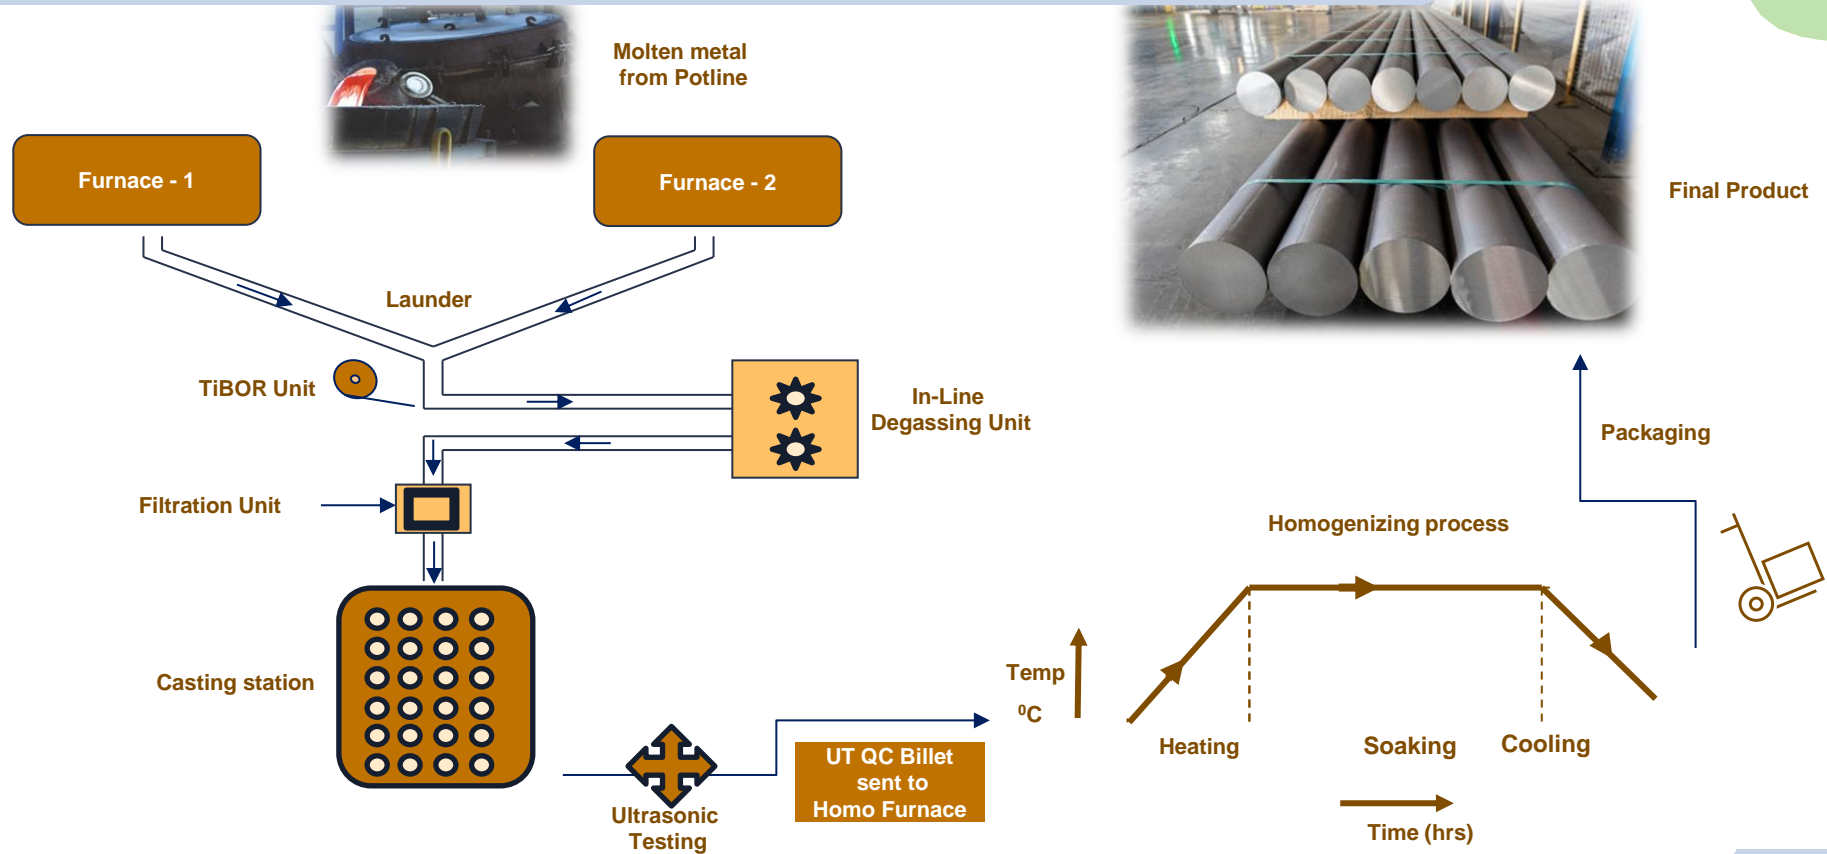 Molten metal
from Potline
Furnace - 1
Furnace - 2
Final Product
Launder
TiBOR Unit
In-Line
Degassing Unit
Packaging
Filtration Unit
Homogenizing process
Casting station
Temp
⁰C
Heating
Soaking
Cooling
UT QC Billet
sent to
Homo Furnace
Ultrasonic
Testing
Time (hrs)